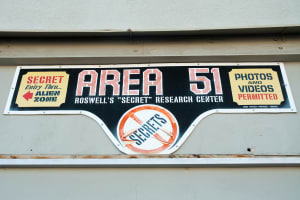 SECRET
Entry Thru...
ALIEN
ZONE
AREA 51
ROSWELL'S "SECRET" RESEARCH CENTER
PHOTOS
AND
VIDEOS
PERMITTED
SECRETS